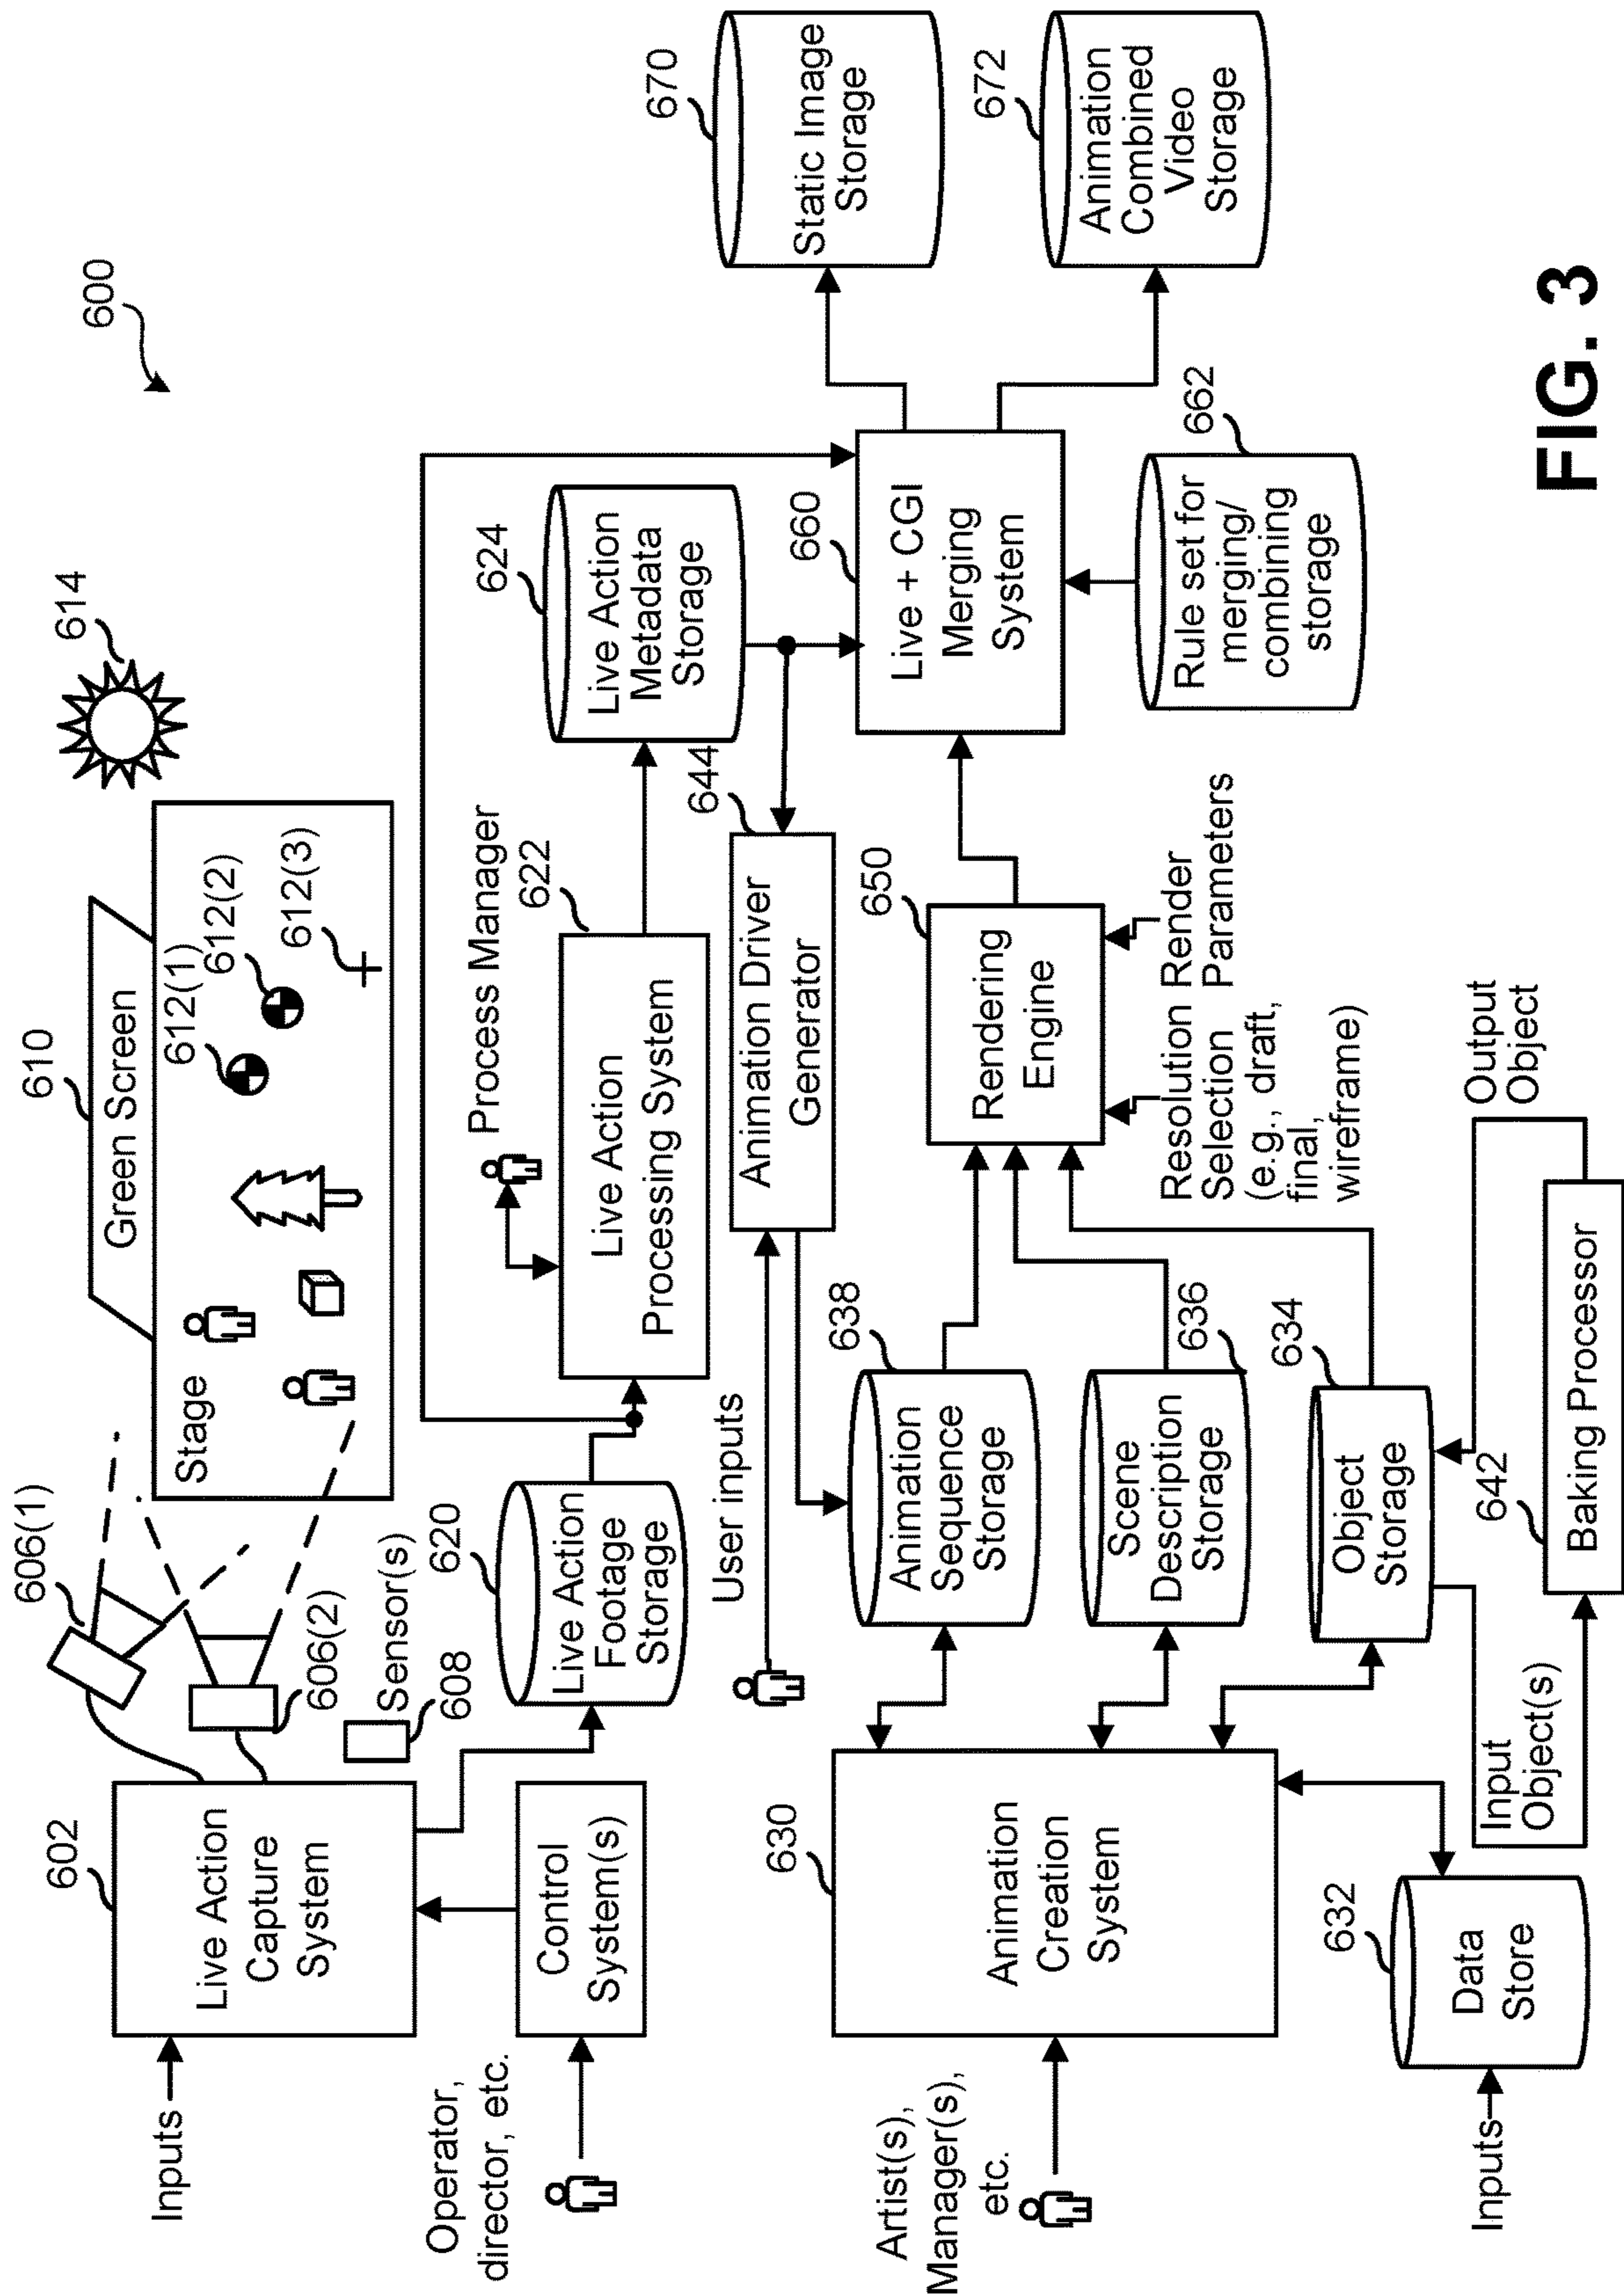 600
610
Green Screen
614
606(1)
Stage
612(1)
612(2)
612(3)
606(2)
Sensor(s)
608
602
Live Action
Capture
System
Inputs
Control
System(s)
Operator,
director, etc.
620
Live Action
Footage
Storage
Process Manager
622
Live Action
Processing System
624
Live Action
Metadata
Storage
User inputs
644
Animation Driver
Generator
630
Animation
Creation
System
Artist(s),
Manager(s),
etc.
638
Animation
Sequence
Storage
636
Scene
Description
Storage
634
Object
Storage
632
Data
Store
Inputs
Input
Object(s)
642
Baking Processor
Output
Object
650
Rendering
Engine
Resolution
Selection
(e.g., draft,
final,
wireframe)
Render
Parameters
660
Live + CGI
Merging
System
662
Rule set for
merging/
combining
storage
670
Static Image
Storage
672
Animation
Combined
Video
Storage
FIG. 3